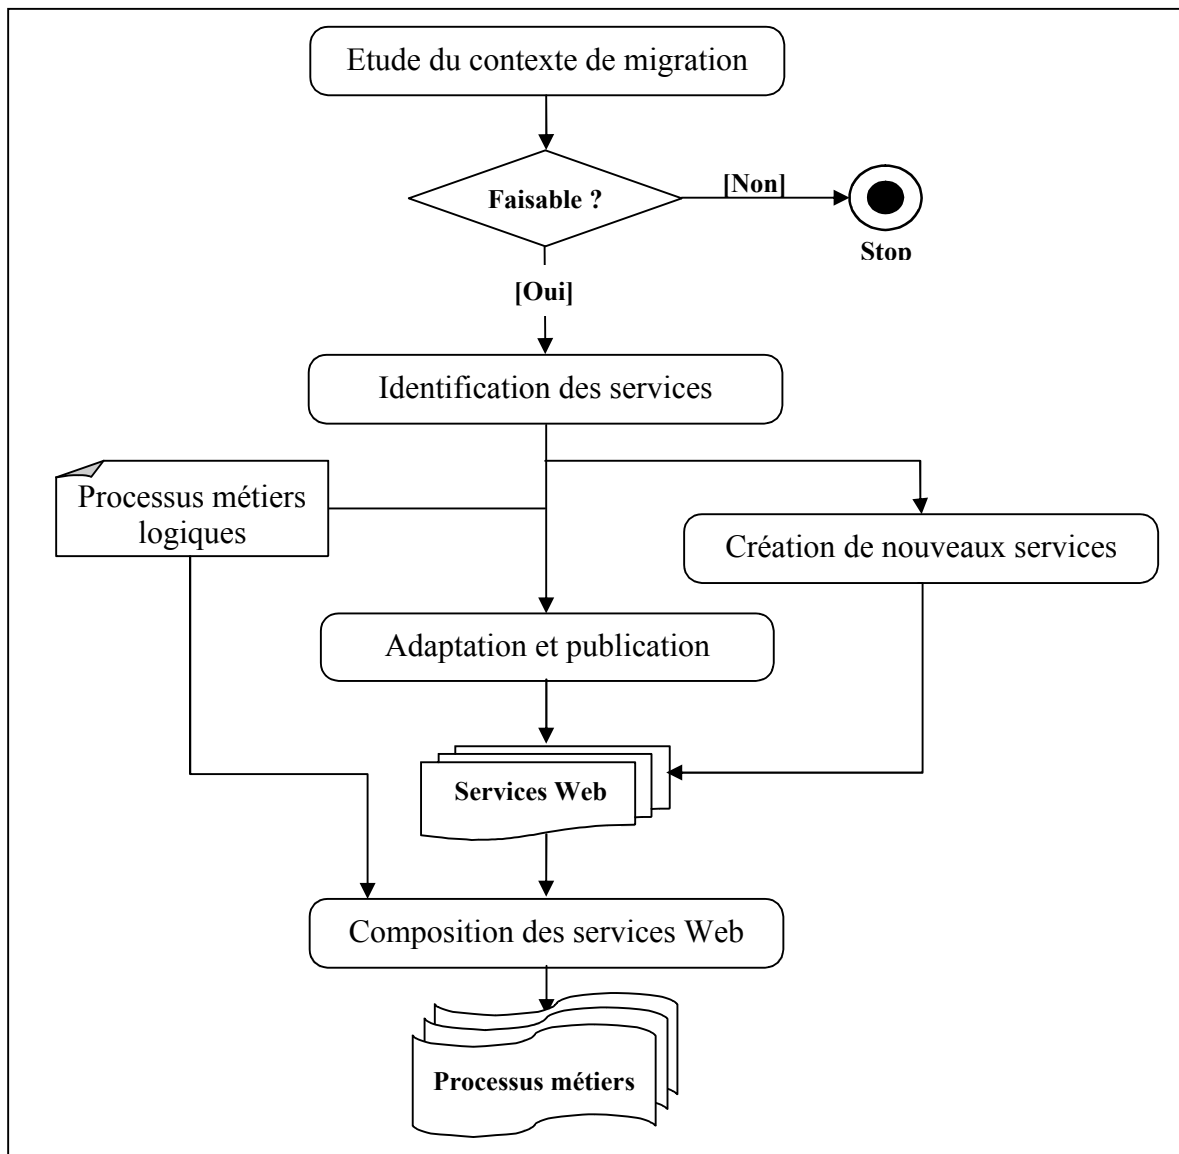 Etude du contexte de migration
Faisable ?
[Non]
Stop
[Oui]
Identification des services
Processus métiers
logiques
Création de nouveaux services
Adaptation et publication
Services Web
Composition des services Web
Processus métiers